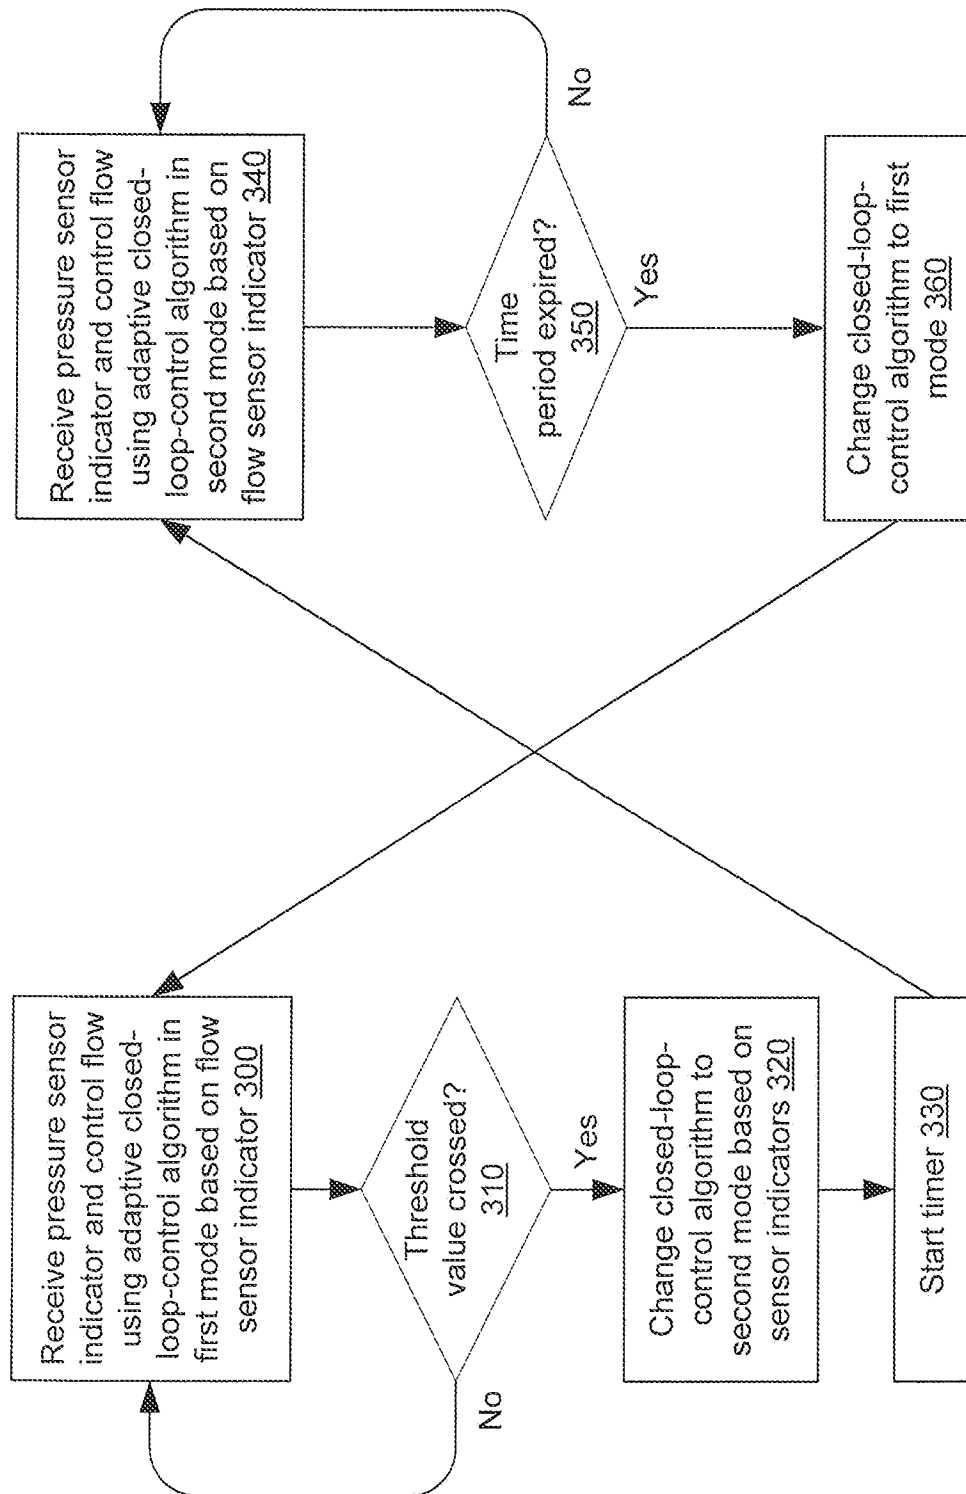 Receive pressure sensor
indicator and control flow
using adaptive closed-
loop-control algorithm in
first mode based on flow
sensor indicator 300
Threshold
value crossed?
310
No
Yes
Change closed-loop-
control algorithm to
second mode based on
sensor indicators 320
Start timer 330
Receive pressure sensor
indicator and control flow
using adaptive closed-
loop-control algorithm in
second mode based on
flow sensor indicator 340
Time
period expired?
350
No
Yes
Change closed-loop-
control algorithm to first
mode 360